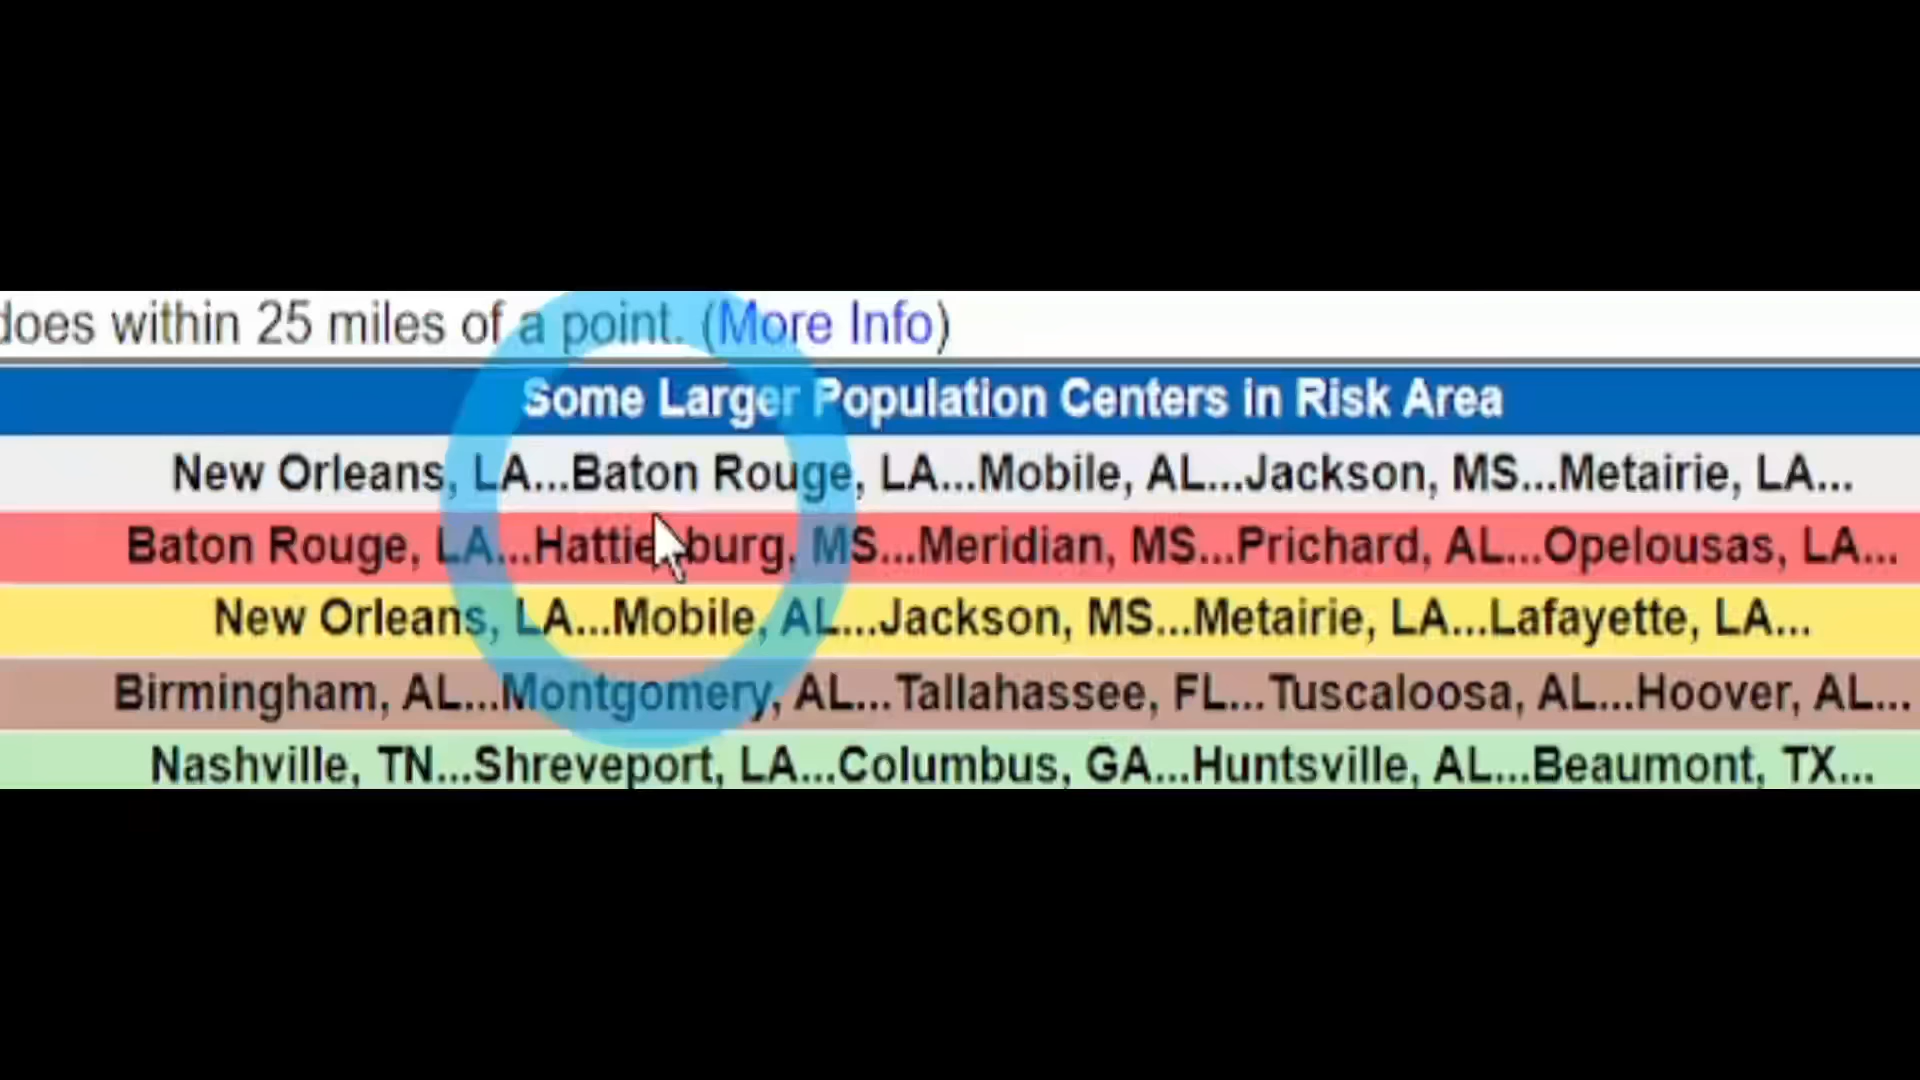 does within 25 miles of a point. (More Info)
Some Larger Population Centers in Risk Area
New Orleans, LA...Baton Rouge, LA...Mobile, AL...Jackson, MS...Metairie, LA...
Baton Rouge, LA...Hattiesburg, MS...Meridian, MS...Prichard, AL...Opelousas, LA...
New Orleans, LA...Mobile, AL...Jackson, MS...Metairie, LA...Lafayette, LA...
Birmingham, AL...Montgomery, AL...Tallahassee, FL...Tuscaloosa, AL...Hoover, AL...
Nashville, TN...Shreveport, LA...Columbus, GA...Huntsville, AL...Beaumont, TX...